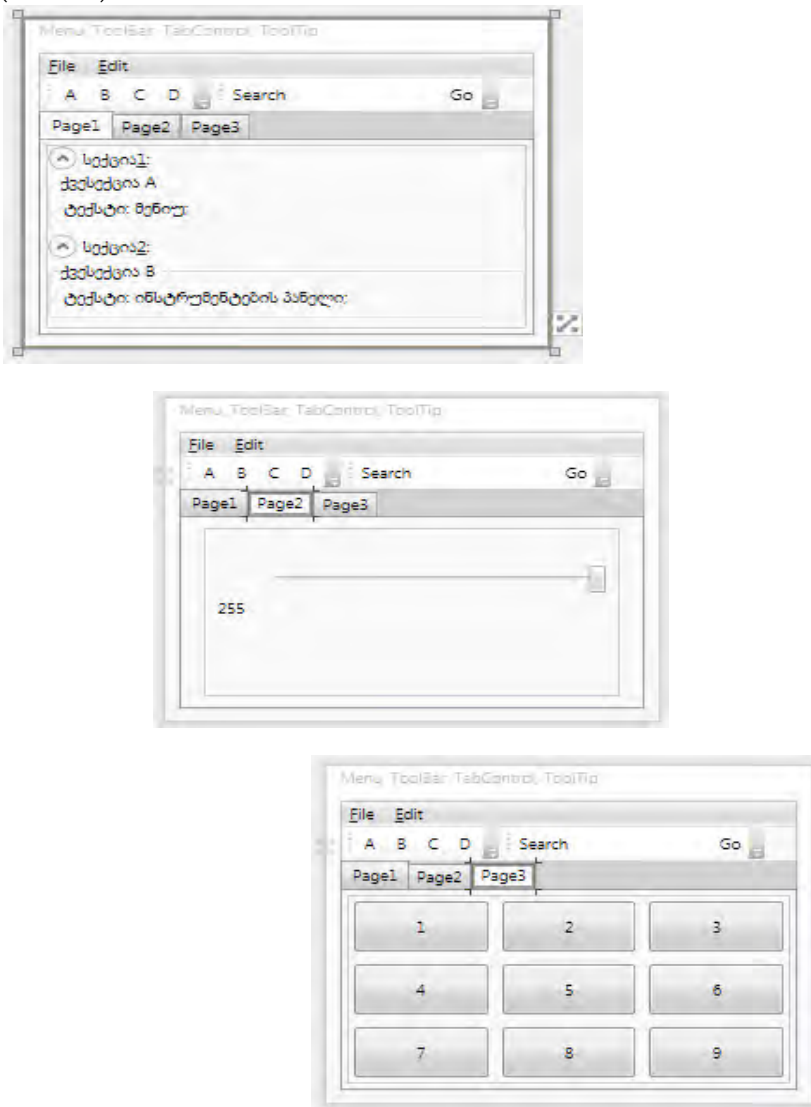 Menu, ToolBar, TabControl, ToolTip
File Edit
A B C D Search Go
Page1 Page2 Page3
სექცია1:
ქვესექცია A
ტექსტი: მენიუ:
სექცია2:
ქვესექცია B
ტექსტი: ინსტრუმენტების პანელი:
Menu, ToolBar, TabControl, ToolTip
File Edit
A B C D Search Go
Page1 Page2 Page3
255
Menu, ToolBar, TabControl, ToolTip
File Edit
A B C D Search Go
Page1 Page2 Page3
1 2 3
4 5 6
7 8 9